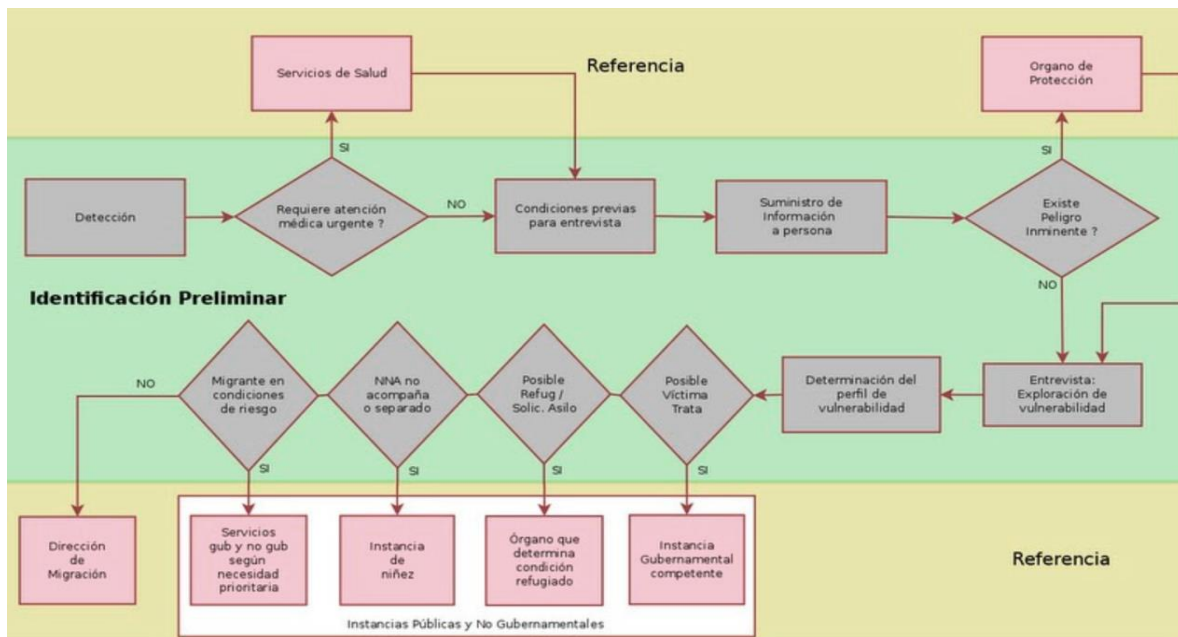 Servicios de Salud
Referencia
Organo de
Protección
SI
SI
Detección
Requiere atención
médica urgente ?
NO
Condiciones previas
para entrevista
Suministro de
Información
a persona
Existe
Peligro
Inminente ?
NO
Identificación Preliminar
NO
Migrante en
condiciones
de riesgo
NNA no
acompaña
o separado
Posible
Refug /
Solic. Asilo
Posible
Víctima
Trata
Determinación del
perfil de
vulnerabilidad
Entrevista:
Exploración de
vulnerabilidad
SI
SI
SI
SI
Dirección
de
Migración
Servicios
gub y no gub
según
necesidad
prioritaria
Instancia
de
niñez
Órgano que
determina
condición
refugiado
Instancia
Gubernamental
competente
Referencia
Instancias Públicas y No Gubernamentales